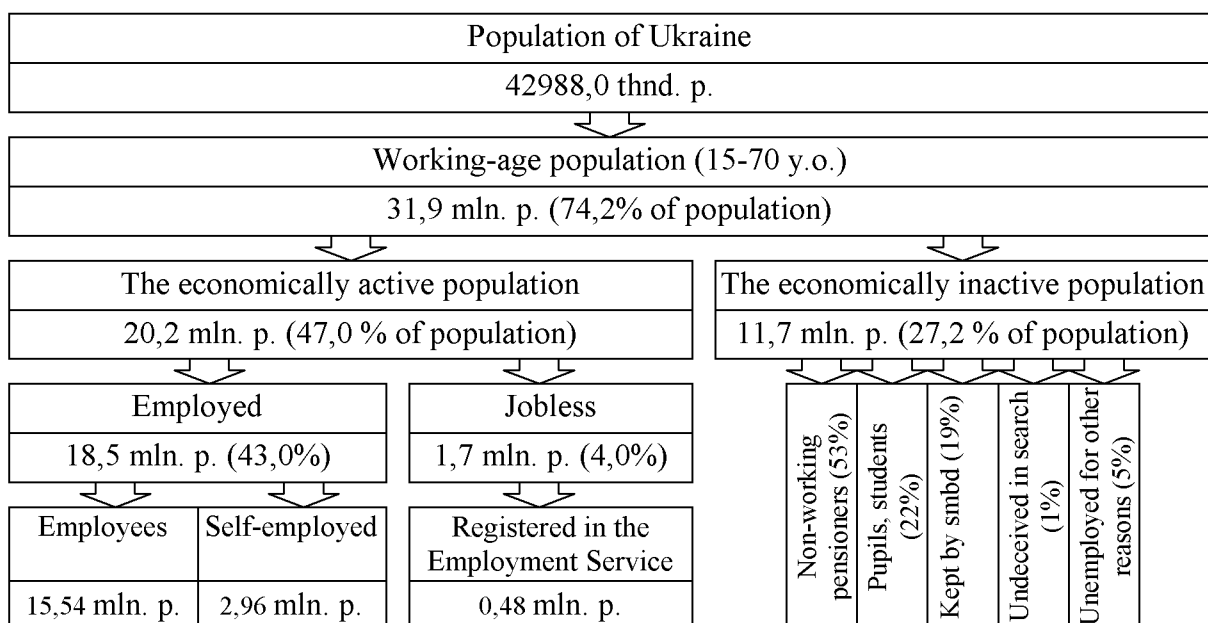 Population of Ukraine
42988,0 thnd. p.
Working-age population (15-70 y.o.)
31,9 mln. p. (74,2% of population)
The economically active population
20,2 mln. p. (47,0 % of population)
The economically inactive population
11,7 mln. p. (27,2 % of population)
Employed
18,5 mln. p. (43,0%)
Jobless
1,7 mln. p. (4,0%)
Employees
15,54 mln. p.
Self-employed
2,96 mln. p.
Registered in the
Employment Service
0,48 mln. p.
Non-working
pensioners (53%)
Pupils, students
(22%)
Kept by smbd (19%)
Undeceived in search
(1%)
Unemployed for other
reasons (5%)